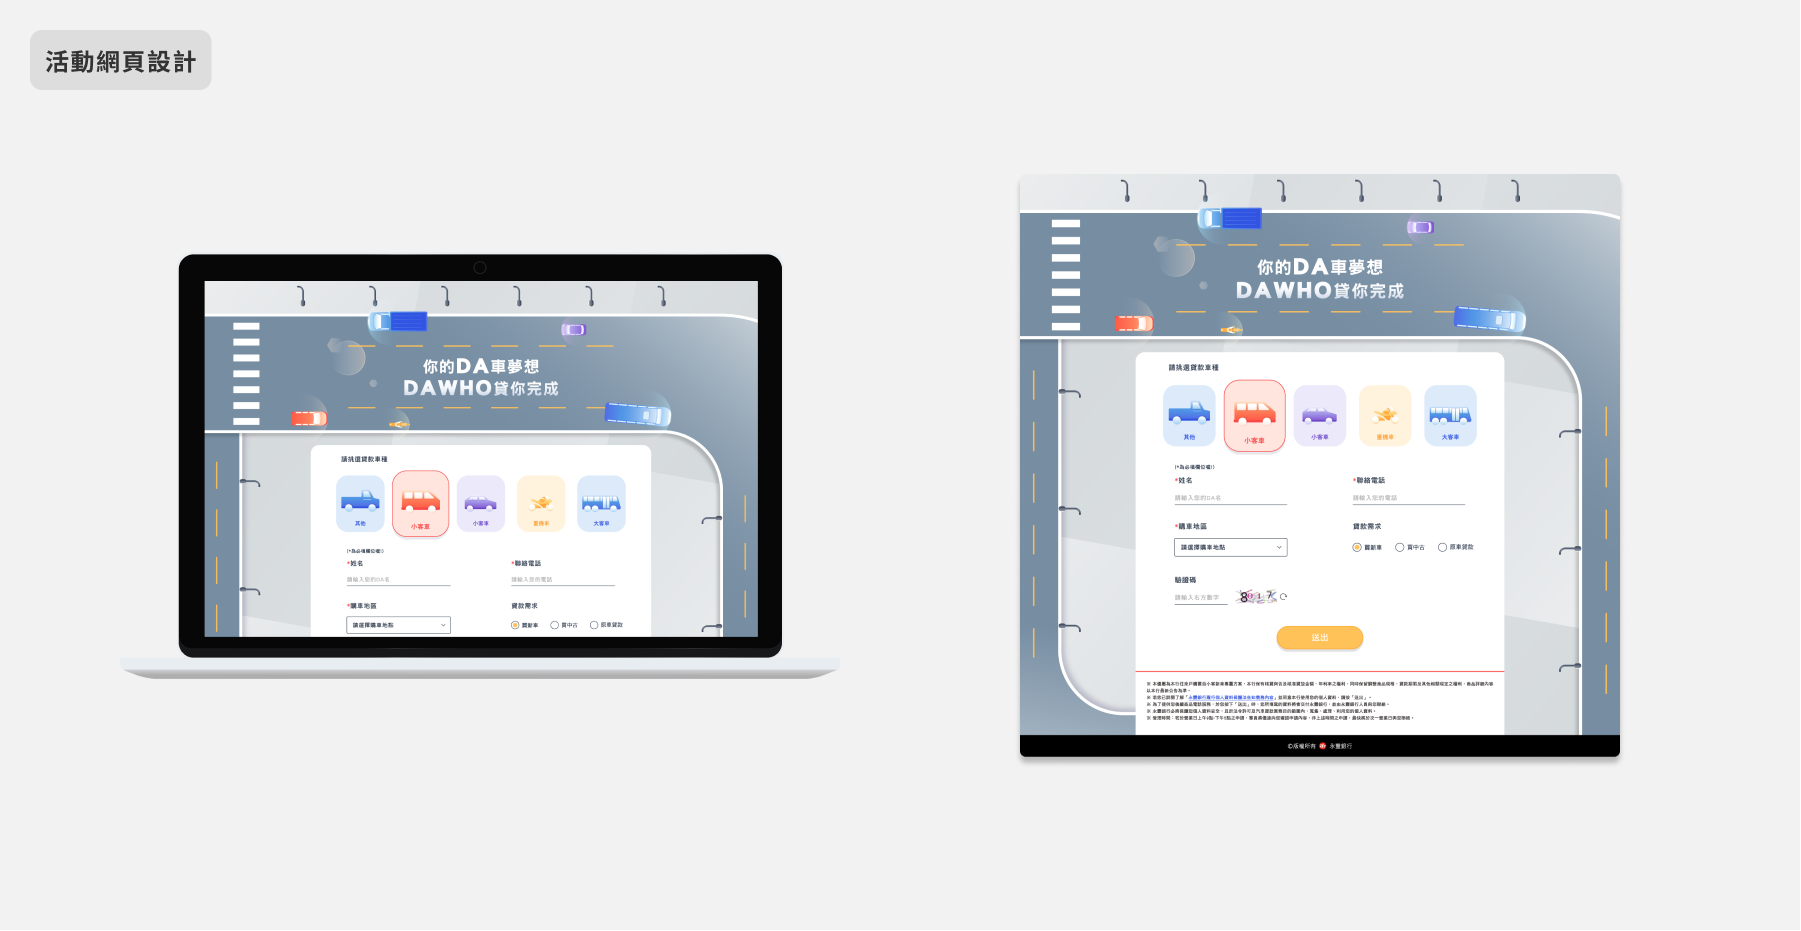 活動網頁設計
你的DA車夢想
DAWHO貸你完成
請挑選貸款車種
其他
小客車
小客車
重機車
大客車
(*為必填欄位喔!)
*姓名
*聯絡電話
請輸入您的DA名
請輸入您的電話
*購車地區
貸款需求
請選擇購車地點
買新車
買中古
原車貸款
你的DA車夢想
DAWHO貸你完成
請挑選貸款車種
其他
小客車
小客車
重機車
大客車
(*為必填欄位喔!)
*姓名
*聯絡電話
請輸入您的DA名
請輸入您的電話
*購車地區
貸款需求
請選擇購車地點
買新車
買中古
原車貸款
驗證碼
請輸入右方數字
送出
©版權所有 永豐銀行